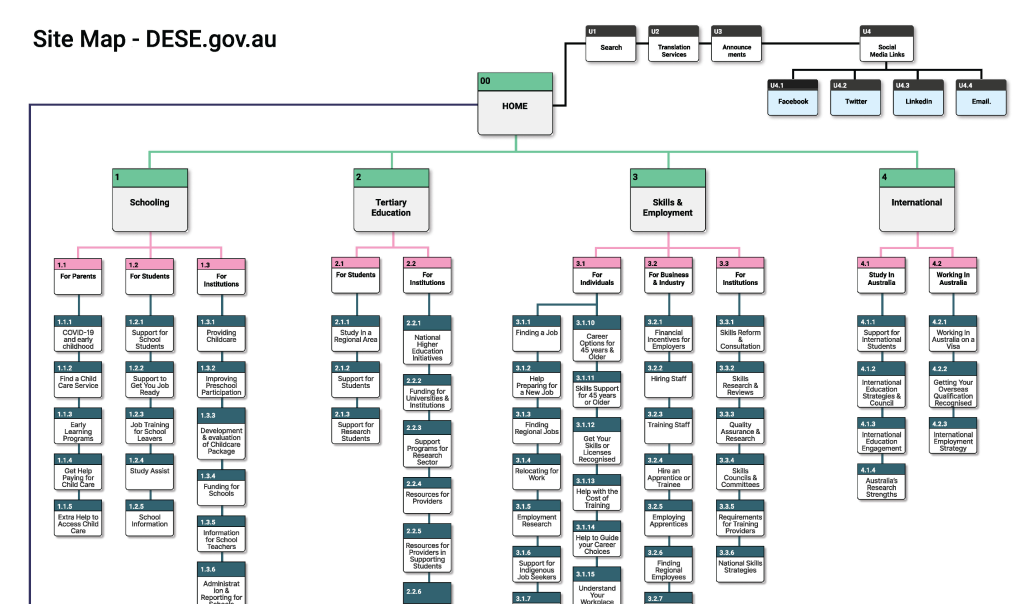 Site Map - DESE.gov.au
U1
Search
U2
Translation
Services
U3
Announce
ments
U4
Social
Media Links
U4.1
Facebook
U4.2
Twitter
U4.3
Linkedin
U4.4
Email.
00
HOME
1
Schooling
2
Tertiary
Education
3
Skills &
Employment
4
International
1.1
For Parents
1.1.1
COVID-19
and early
childhood
1.1.2
Find a Child
Care Service
1.1.3
Early
Learning
Programs
1.1.4
Get Help
Paying for
Child Care
1.1.5
Extra Help to
Access Child
Care
1.2
For Students
1.2.1
Support for
School
Students
1.2.2
Support to
Get You Job
Ready
1.2.3
Job Training
for School
Leavers
1.2.4
Study Assist
1.2.5
School
Information
1.3
For
Institutions
1.3.1
Providing
Childcare
1.3.2
Improving
Preschool
Participation
1.3.3
Development
& evaluation
of Childcare
Package
1.3.4
Funding for
Schools
1.3.5
Information
for School
Teachers
1.3.6
Administrat
ion &
Reporting for
Schools
2.1
For Students
2.1.1
Study In a
Regional Area
2.1.2
Support for
Students
2.1.3
Support for
Research
Students
2.2
For
Institutions
2.2.1
National
Higher
Education
Initiatives
2.2.2
Funding for
Universities &
Institutions
2.2.3
Support
Programs for
Research
Sector
2.2.4
Resources for
Providers
2.2.5
Resources for
Providers in
Supporting
Students
2.2.6
3.1
For
Individuals
3.1.1
Finding a Job
3.1.2
Help
Preparing for
a New Job
3.1.3
Finding
Regional Jobs
3.1.4
Relocating for
Work
3.1.5
Employment
Research
3.1.6
Support for
Indigenous
Job Seekers
3.1.7
3.1.10
Career
Options for
45 years &
Older
3.1.11
Skills Support
for 45 years
or Older
3.1.12
Get Your
Skills or
Licenses
Recognised
3.1.13
Help with the
Cost of
Training
3.1.14
Help to Guide
your Career
Choices
3.1.15
Understand
Your
Workplace
3.2
For Business
& Industry
3.2.1
Financial
Incentives for
Employers
3.2.2
Hiring Staff
3.2.3
Training Staff
3.2.4
Hire an
Apprentice or
Trainee
3.2.5
Employing
Apprentices
3.2.6
Finding
Regional
Employees
3.2.7
3.3
For
Institutions
3.3.1
Skills Reform
&
Consultation
3.3.2
Skills
Research &
Reviews
3.3.2
Quality
Assurance &
Research
3.3.4
Skills
Councils &
Committees
3.3.5
Requirements
for Training
Providers
3.3.6
National Skills
Strategies
4.1
Study In
Australia
4.1.1
Support for
International
Students
4.1.2
International
Education
Strategies &
Council
4.1.3
International
Education
Engagement
4.1.4
Australia's
Research
Strengths
4.2
Working In
Australia
4.2.1
Working In
Australia on a
Visa
4.2.2
Getting Your
Overseas
Qualification
Recognised
4.2.3
International
Employment
Strategy